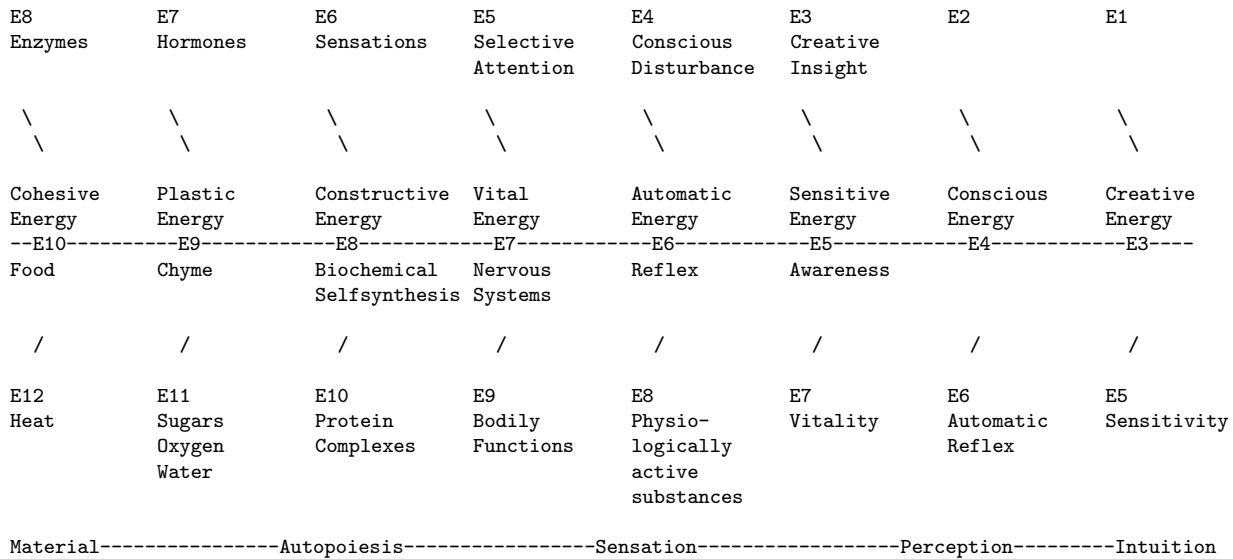 E8 E7 E6 E5 E4 E3 E2 E1
Enzymes Hormones Sensations Selective Conscious Creative
Attention Disturbance Insight
\ \ \ \ \ \ \ \
\ \ \ \ \ \ \ \
Cohesive Plastic Constructive Vital Automatic Sensitive Conscious Creative
Energy Energy Energy Energy Energy Energy Energy Energy
--E10----------E9------------E8------------E7------------E6------------E5------------E4------------E3----
Food Chyme Biochemical Nervous Reflex Awareness
Selfsynthesis Systems
/ / / / / / / /
E12 E11 E10 E9 E8 E7 E6 E5
Heat Sugars Protein Bodily Physio- Vitality Automatic Sensitivity
Oxygen Complexes Functions logically Reflex
Water active
substances
Material----------------Autopoiesis-----------------Sensation------------------Perception---------Intuition